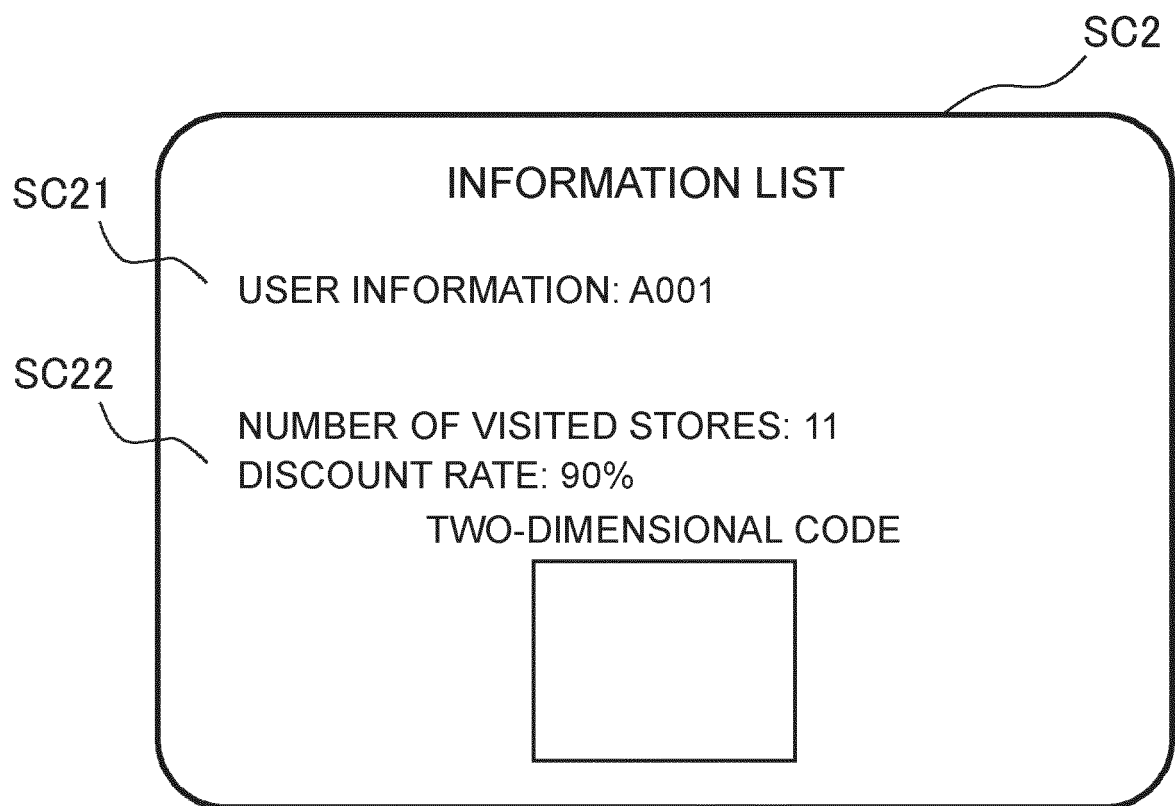 SC2
INFORMATION LIST
SC21
USER INFORMATION: A001
SC22
NUMBER OF VISITED STORES: 11
DISCOUNT RATE: 90%
TWO-DIMENSIONAL CODE